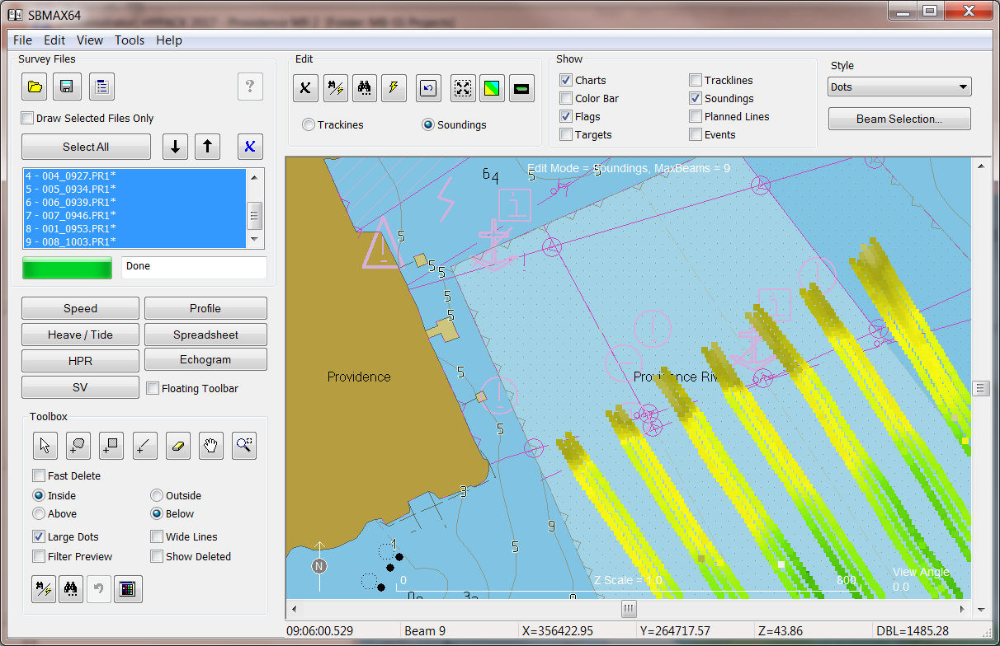 SBMAX64
File Edit View Tools Help
Survey Files
Draw Selected Files Only
Select All
4 - 004_0927.PR1*
5 - 005_0934.PR1*
6 - 006_0939.PR1*
7 - 007_0946.PR1*
8 - 001_0953.PR1*
9 - 008_1003.PR1*
Done
Speed Profile
Heave / Tide Spreadsheet
HPR Echogram
SV Floating Toolbar
Toolbox
Fast Delete
Inside Outside
Above Below
Large Dots Wide Lines
Filter Preview Show Deleted
Edit
Trackines Soundings
Show
Charts Tracklines
Color Bar Soundings
Flags Planned Lines
Targets Events
Style
Dots
Beam Selection...
Edit Mode = Soundings, MaxBeams = 9
64 5 5
5
5 5
5
5
5
Providence
5
3
9
5
1
N
0 Z Scale = 1.0 800
View Angle
0.0
09:06:00.529 Beam 9 X=356422.95 Y=264717.57 Z=43.86 DBL=1485.28